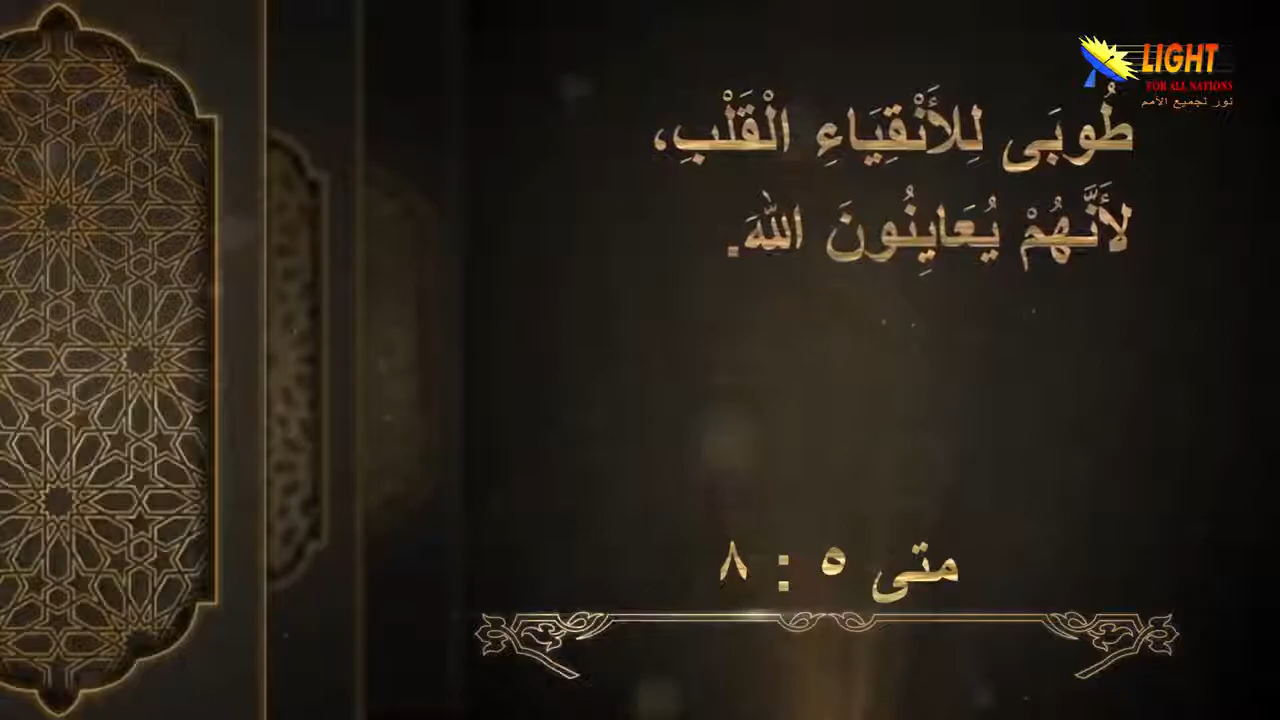 LIGHT
FOR ALL NATIONS
نور لجميع الأمم
طُوبَى لِلأَنْقِيَاءِ الْقَلْبِ،
لأَنَّهُمْ يُعَايِنُونَ اللهَ.
متى ٥ : ٨